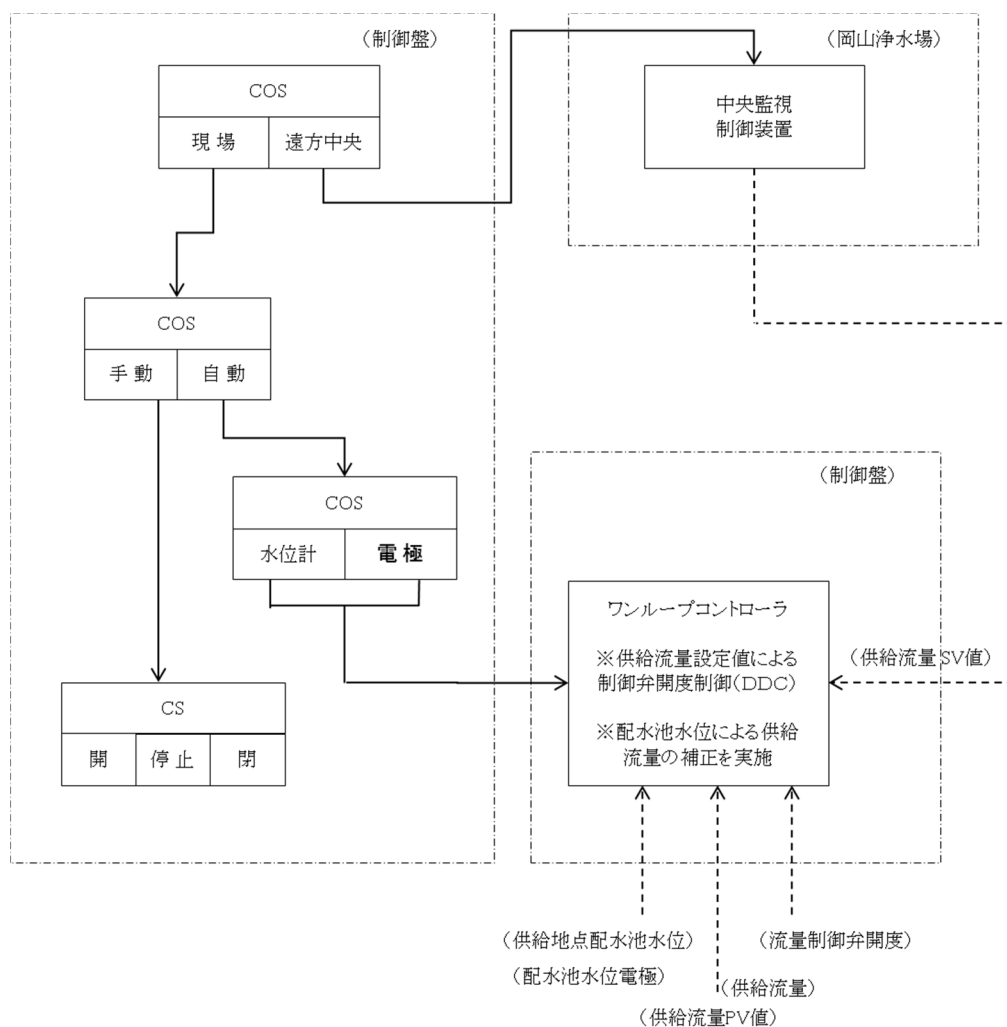 （制御盤）
COS
現 場
遠方中央
（岡山浄水場）
中央監視
制御装置
COS
手 動
自 動
COS
水位計
電 極
CS
開
停 止
閉
（制御盤）
ワンループコントローラ
※供給流量設定値による
制御弁開度制御（DDC）
※配水池水位による供給
流量の補正を実施
（供給流量SV値）
（供給地点配水池水位）
（配水池水位電極）
（流量制御弁開度）
（供給流量）
（供給流量PV値）